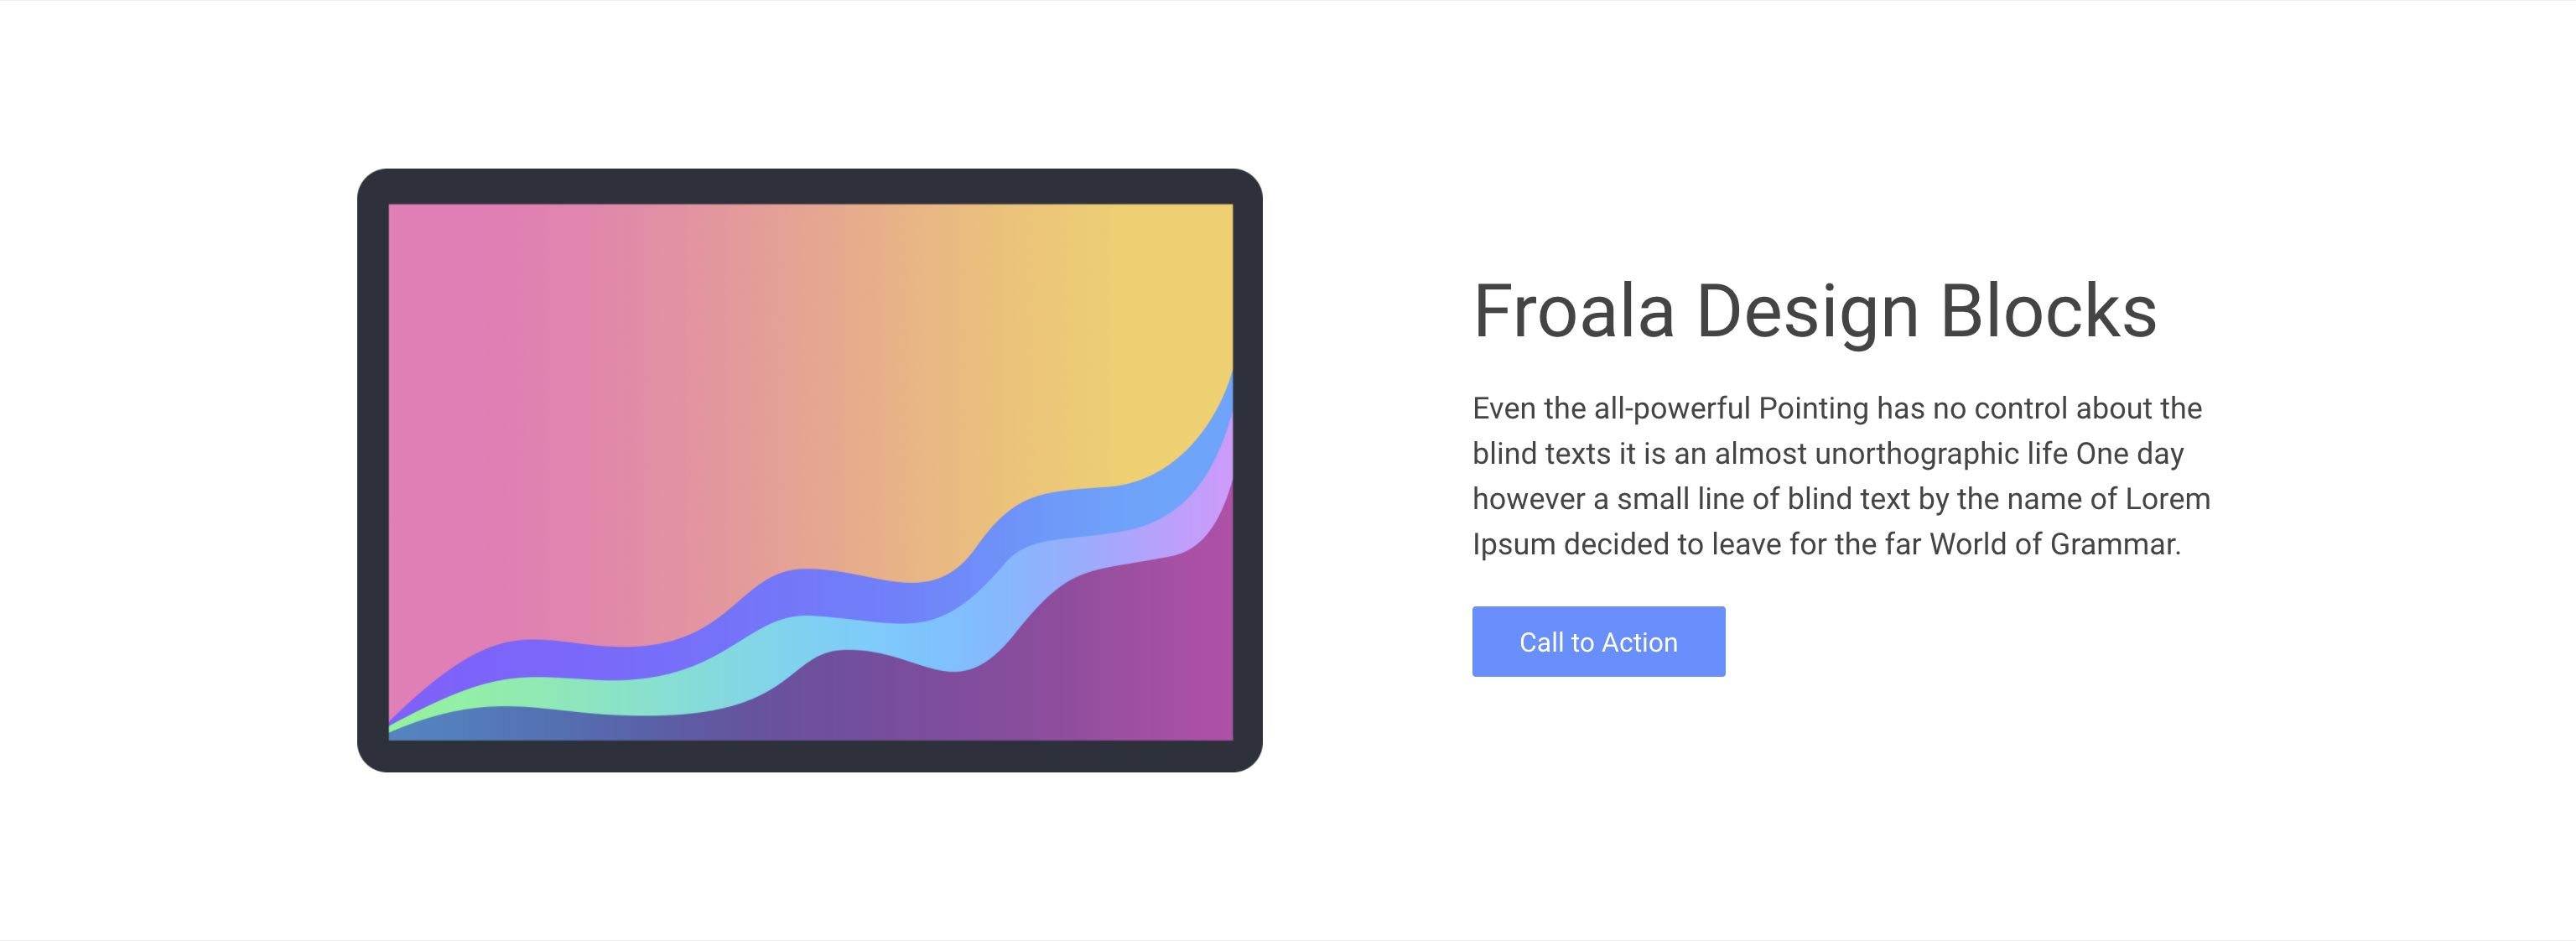 Froala Design Blocks
Even the all-powerful Pointing has no control about the
blind texts it is an almost unorthographic life One day
however a small line of blind text by the name of Lorem
Ipsum decided to leave for the far World of Grammar.
Call to Action